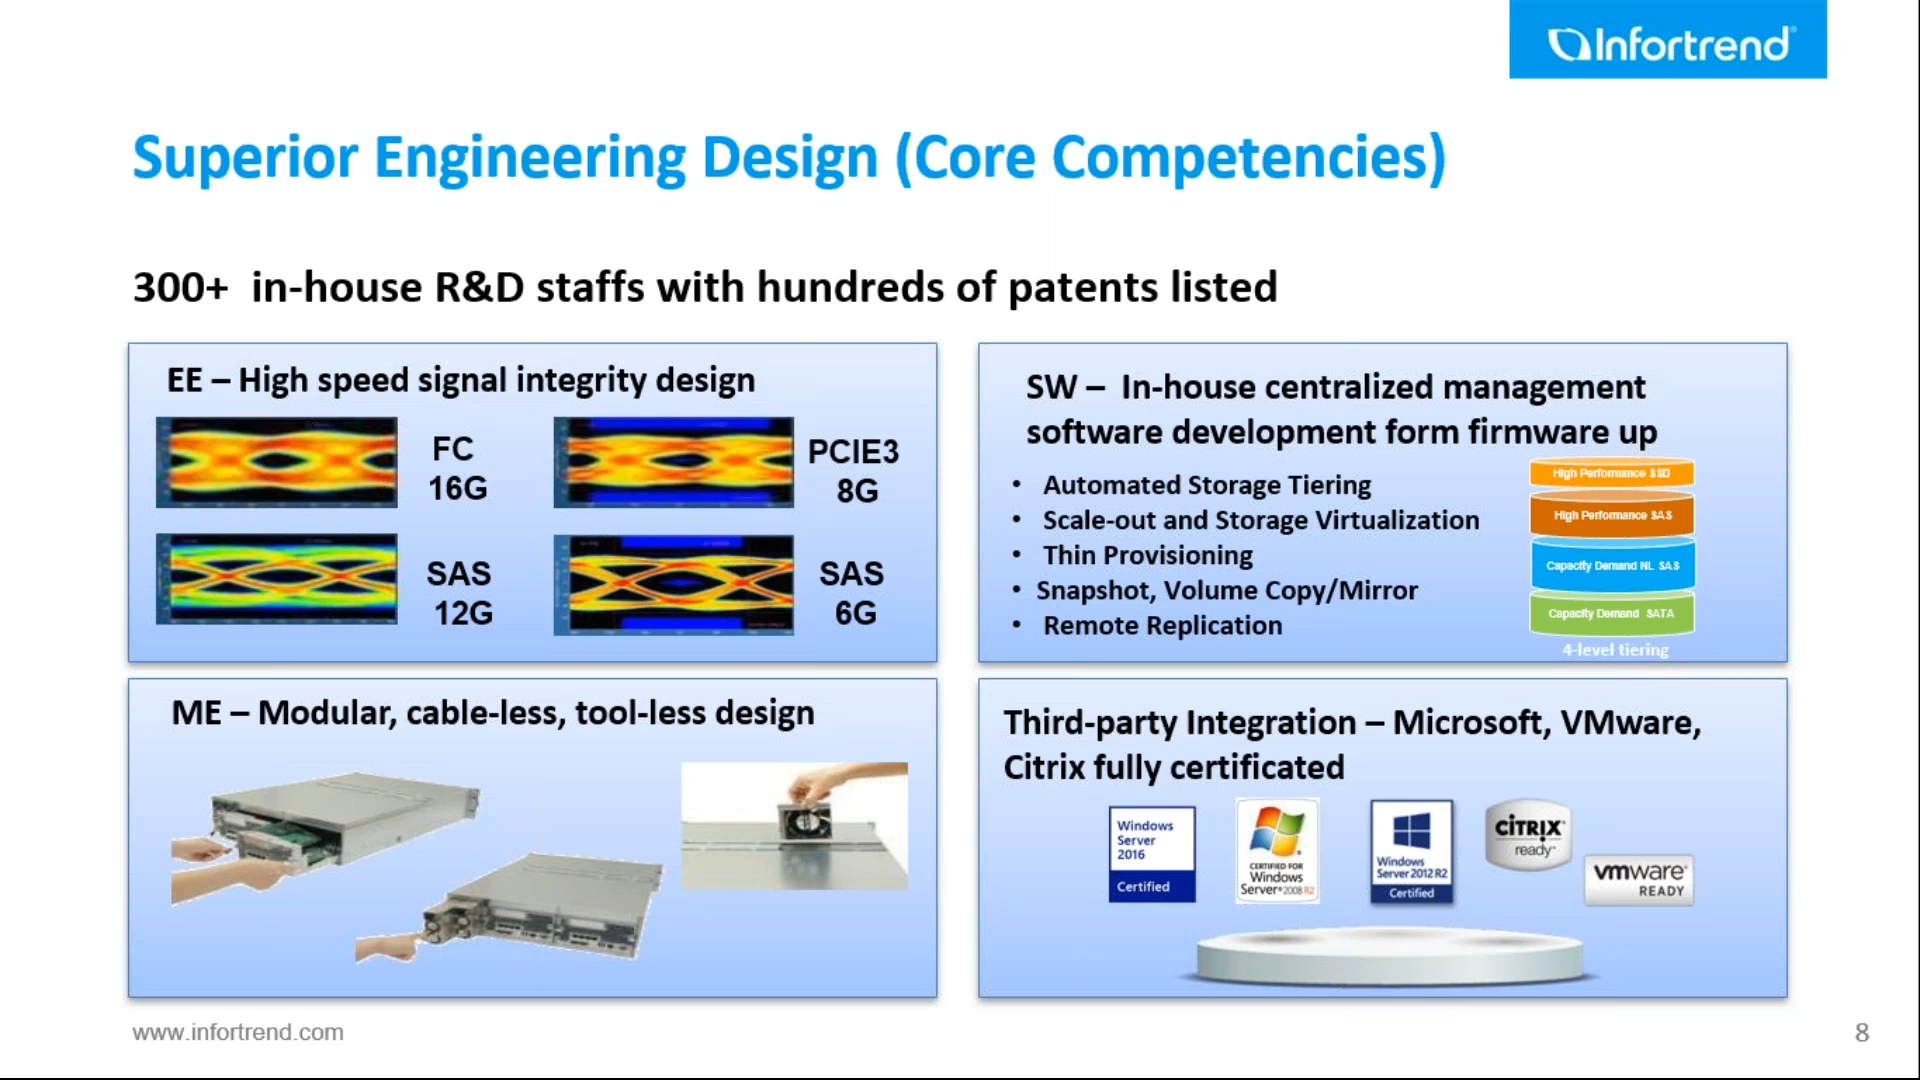 Infortrend
Superior Engineering Design (Core Competencies)
300+ in-house R&D staffs with hundreds of patents listed
EE – High speed signal integrity design
FC
16G
PCIE3
8G
SAS
12G
SAS
6G
SW – In-house centralized management
software development form firmware up
• Automated Storage Tiering
• Scale-out and Storage Virtualization
• Thin Provisioning
• Snapshot, Volume Copy/Mirror
• Remote Replication
High Performance SSD
High Performance SAS
Capacity Demand NL SAS
Capacity Demand SATA
4-level tiering
ME – Modular, cable-less, tool-less design
Third-party Integration – Microsoft, VMware,
Citrix fully certificated
Windows
Server
2016
Certified
CERTIFIED FOR
Windows
Server®2008 R2
Windows
Server 2012 R2
Certified
CITRIX
ready
vmware
READY
www.infortrend.com
8